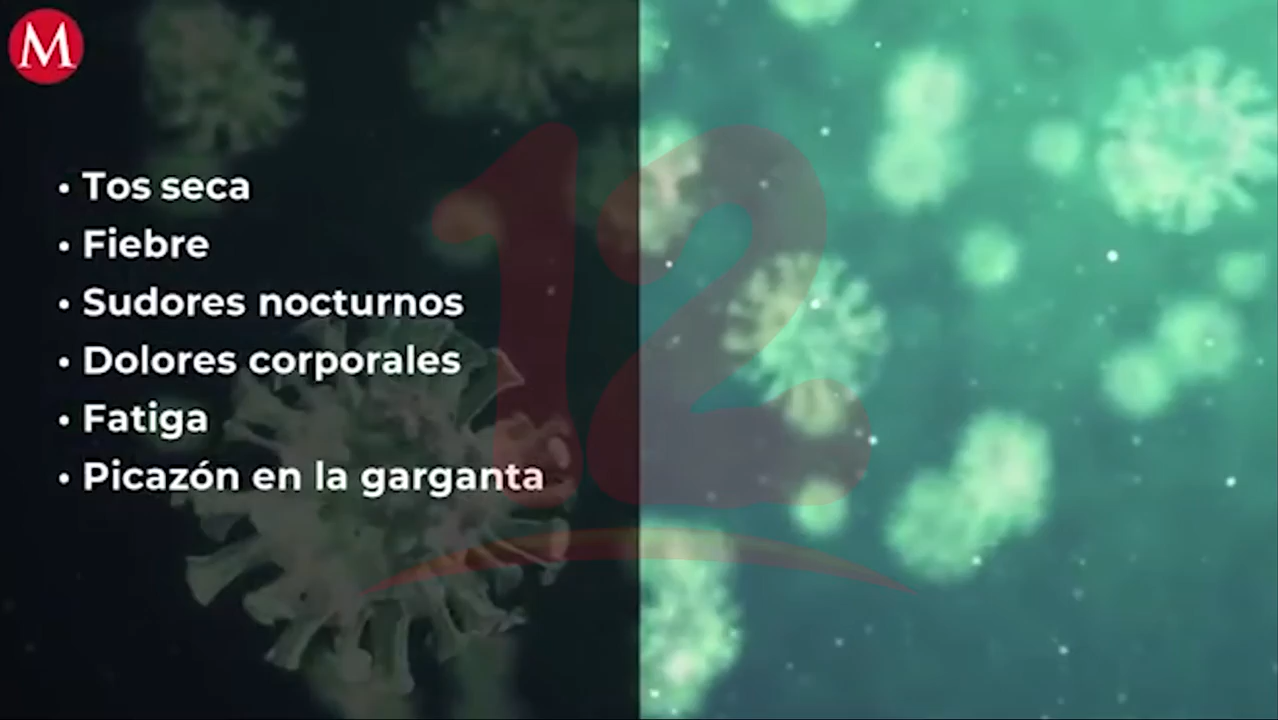 M
• Tos seca
• Fiebre
• Sudores nocturnos
• Dolores corporales
• Fatiga
• Picazón en la garganta
12